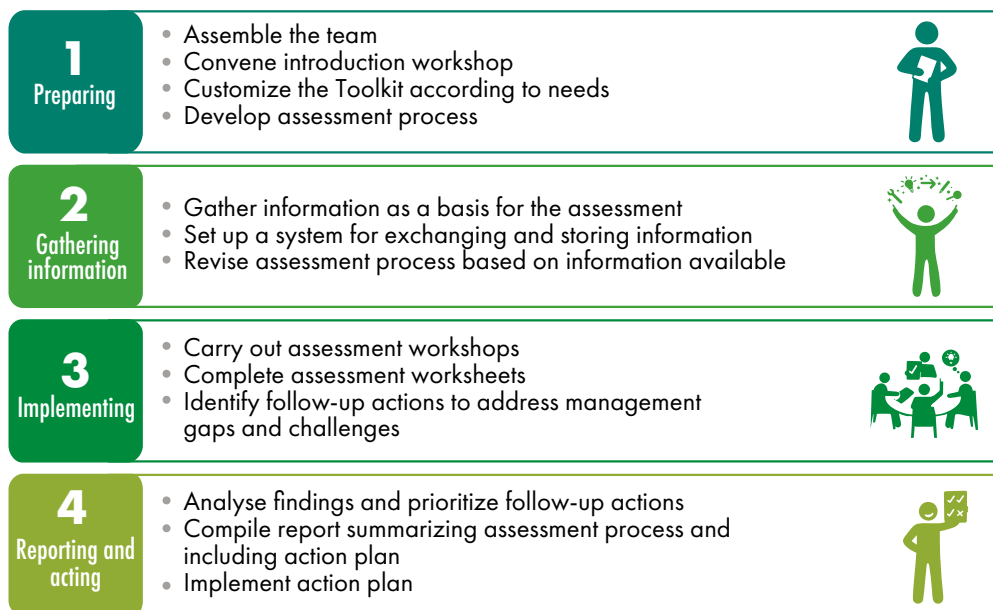 1
Preparing
• Assemble the team
• Convene introduction workshop
• Customize the Toolkit according to needs
• Develop assessment process
2
Gathering
information
• Gather information as a basis for the assessment
• Set up a system for exchanging and storing information
• Revise assessment process based on information available
3
Implementing
• Carry out assessment workshops
• Complete assessment worksheets
• Identify follow-up actions to address management
gaps and challenges
4
Reporting and
acting
• Analyse findings and prioritize follow-up actions
• Compile report summarizing assessment process and
including action plan
• Implement action plan